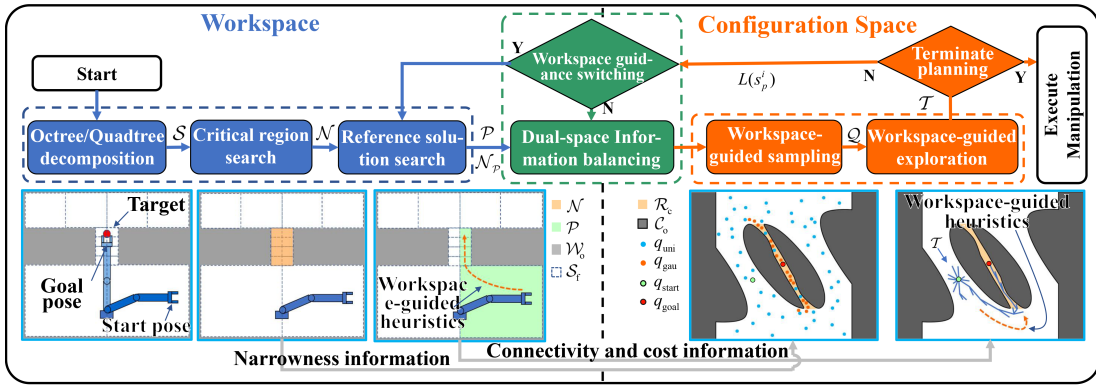 Workspace
Configuration Space
Start
Y
Workspace guid-
ance switching
N
L(s_p^i)
N
Terminate
planning
Y
𝒯
Execute
Manipulation
Octree/Quadtree
decomposition
𝒮
Critical region
search
𝒩
Reference solu-
tion search
𝒫
𝒩_𝒫
Dual-space Infor-
mation balancing
Workspace-
guided sampling
𝒬
Workspace-guided
exploration
Target
Goal
pose
Start pose
Workspac
e-guided
heuristics
𝒩
𝒫
𝒲_o
𝒮_f
ℛ_c
𝒞_o
q_uni
q_gau
q_start
q_goal
Workspace-guided
heuristics
𝒯
Narrowness information
Connectivity and cost information